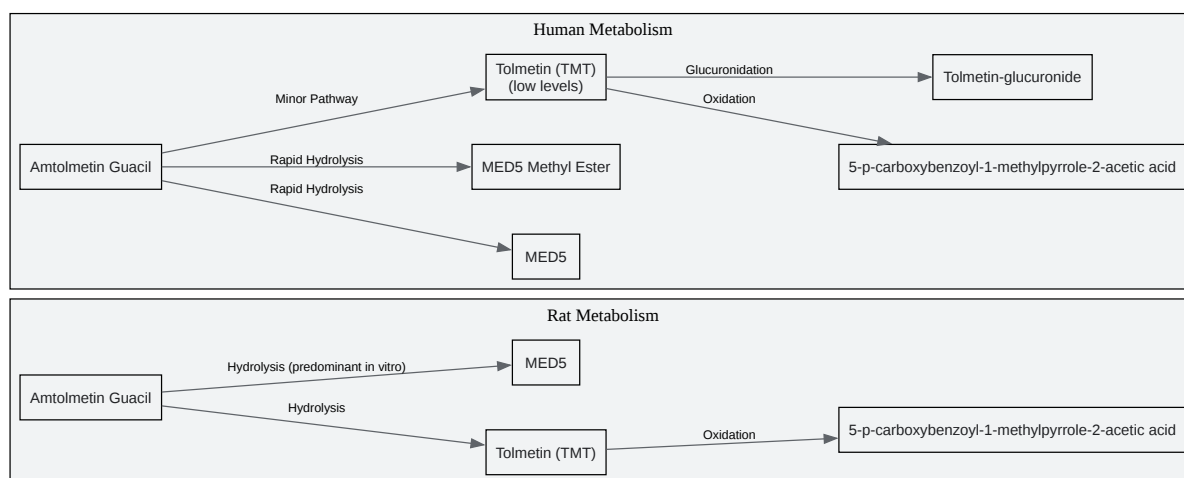 Human Metabolism
Tolmetin (TMT)
(low levels)
Glucuronidation
Tolmetin-glucuronide
Minor Pathway
Oxidation
Amtolmetin Guacil
Rapid Hydrolysis
MED5 Methyl Ester
5-p-carboxybenzoyl-1-methylpyrrole-2-acetic acid
Rapid Hydrolysis
MED5
Rat Metabolism
Hydrolysis (predominant in vitro)
MED5
Amtolmetin Guacil
Hydrolysis
Tolmetin (TMT)
Oxidation
5-p-carboxybenzoyl-1-methylpyrrole-2-acetic acid